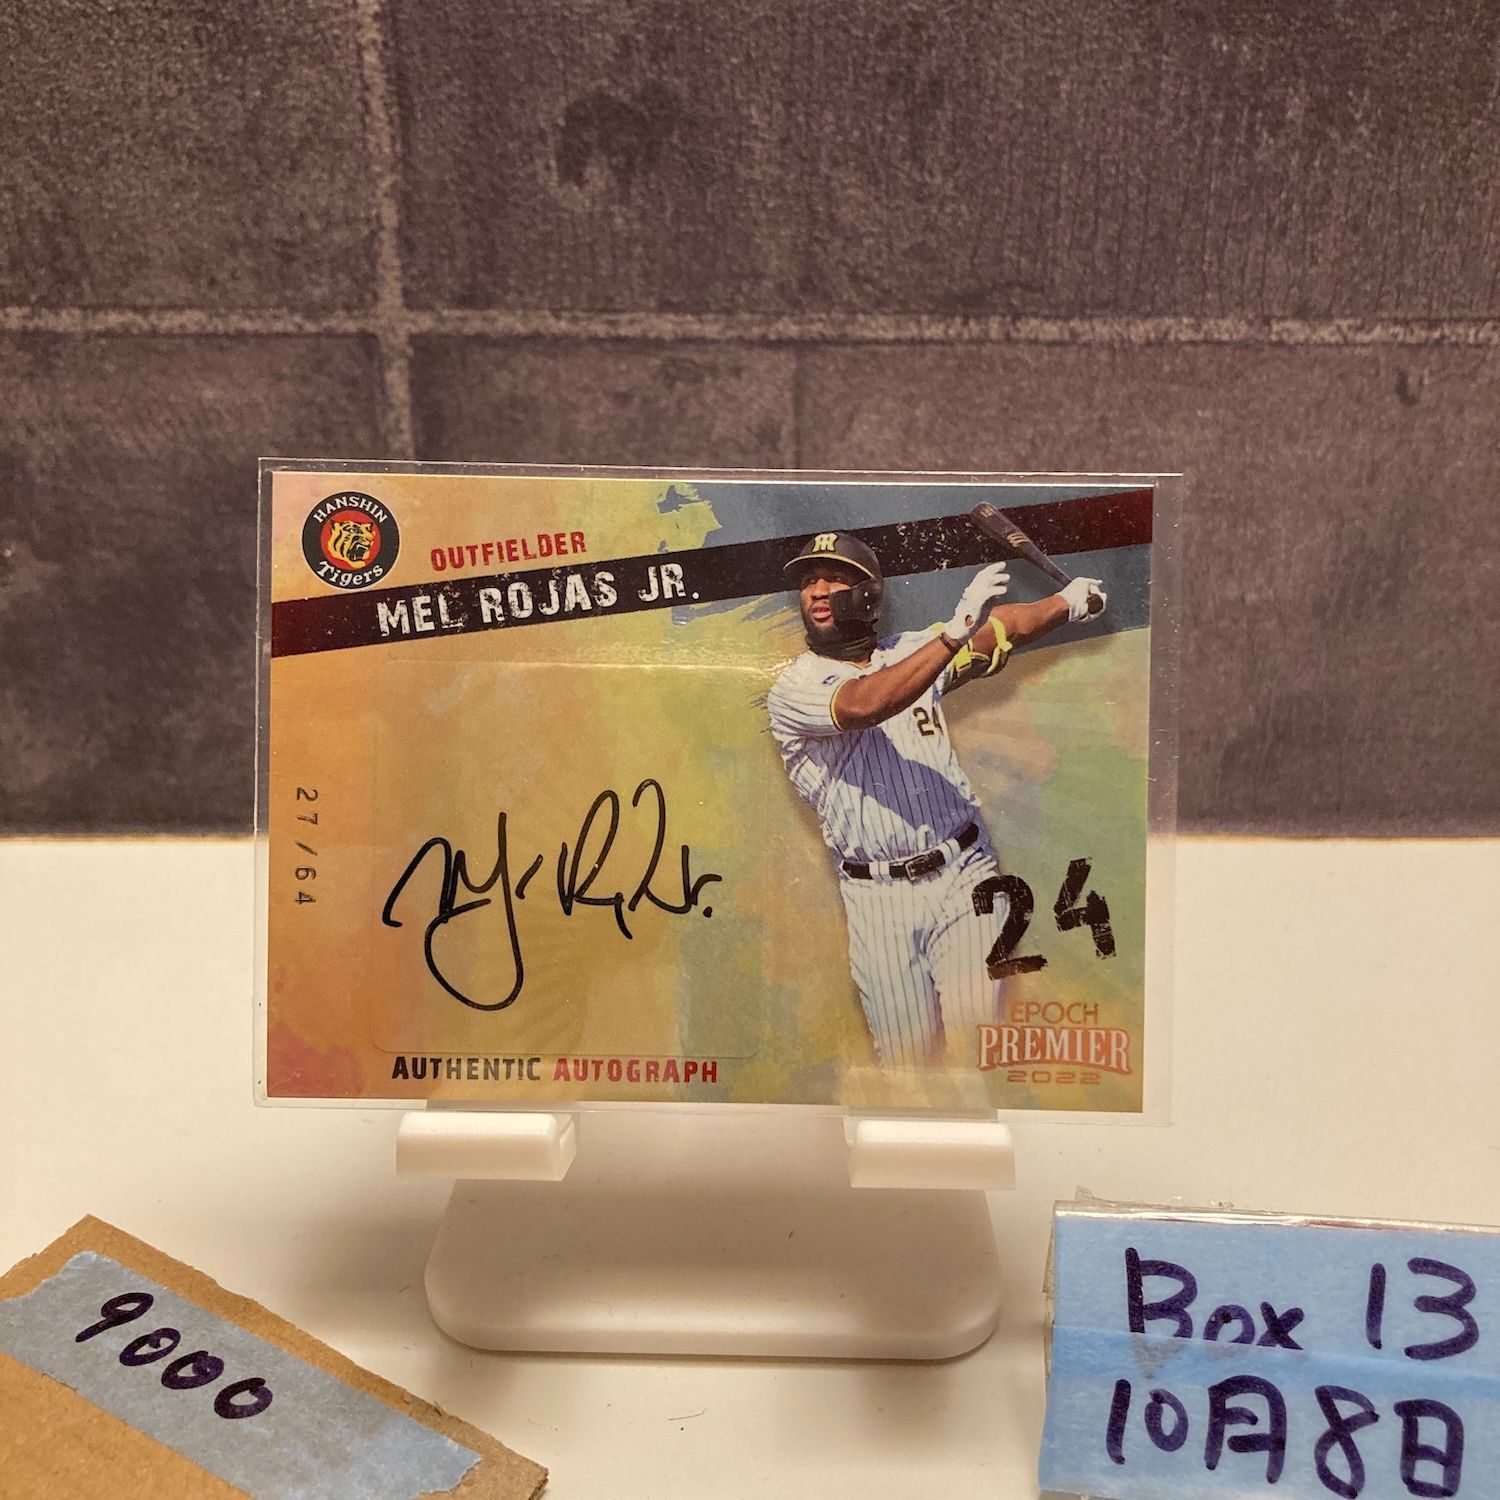 HANSHIN
Tigers
OUTFIELDER
MEL ROJAS JR.
24
27/64
24
EPOCH
PREMIER
2022
AUTHENTIC AUTOGRAPH
9000
Box 13
10月8日